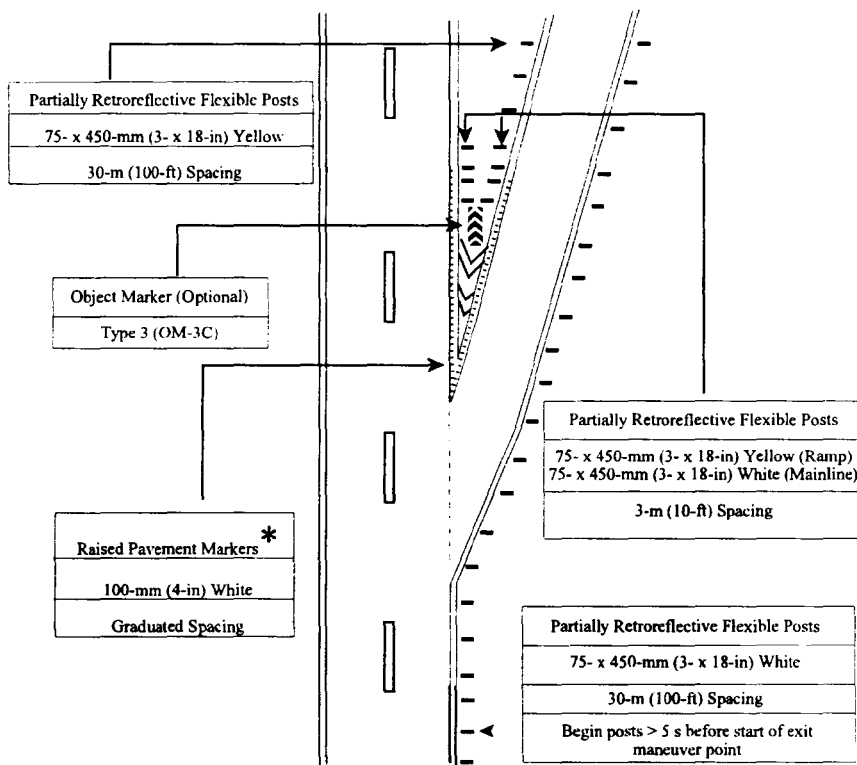 Partially Retroreflective Flexible Posts
75- x 450-mm (3- x 18-in) Yellow
30-m (100-ft) Spacing
Object Marker (Optional)
Type 3 (OM-3C)
Partially Retroreflective Flexible Posts
75- x 450-mm (3- x 18-in) Yellow (Ramp)
75- x 450-mm (3- x 18-in) White (Mainline)
3-m (10-ft) Spacing
Raised Pavement Markers *
100-mm (4-in) White
Graduated Spacing
Partially Retroreflective Flexible Posts
75- x 450-mm (3- x 18-in) White
30-m (100-ft) Spacing
Begin posts > 5 s before start of exit
maneuver point